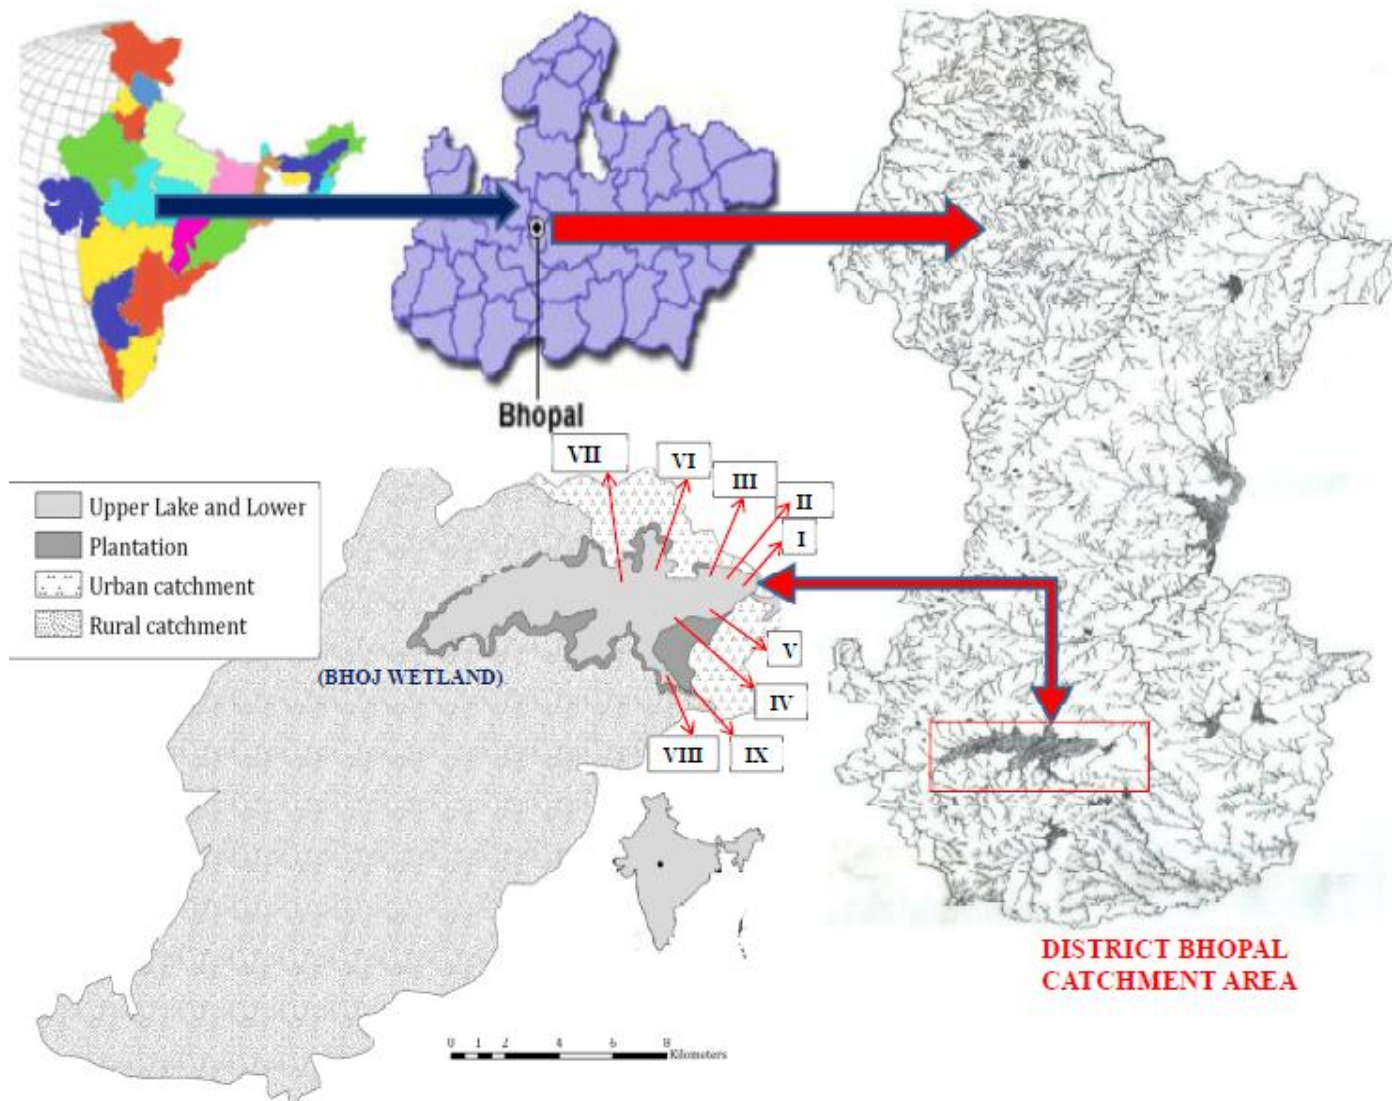 Bhopal
VII
VI
III
II
I
Upper Lake and Lower
Plantation
Urban catchment
Rural catchment
(BHOJ WETLAND)
V
IV
VIII
IX
DISTRICT BHOPAL
CATCHMENT AREA
0 1 2 4 6 8
Kilometers